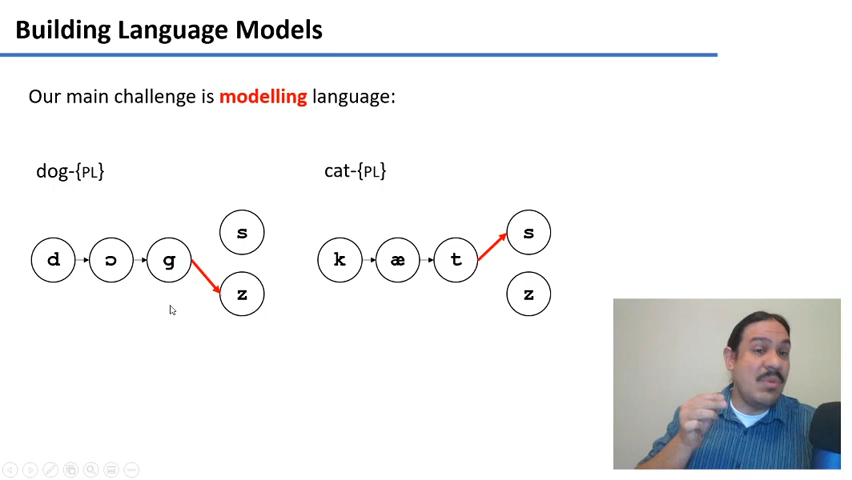 Building Language Models
Our main challenge is modelling language:
dog-{PL}
cat-{PL}
s
d ɔ g
z
s
k æ t
z